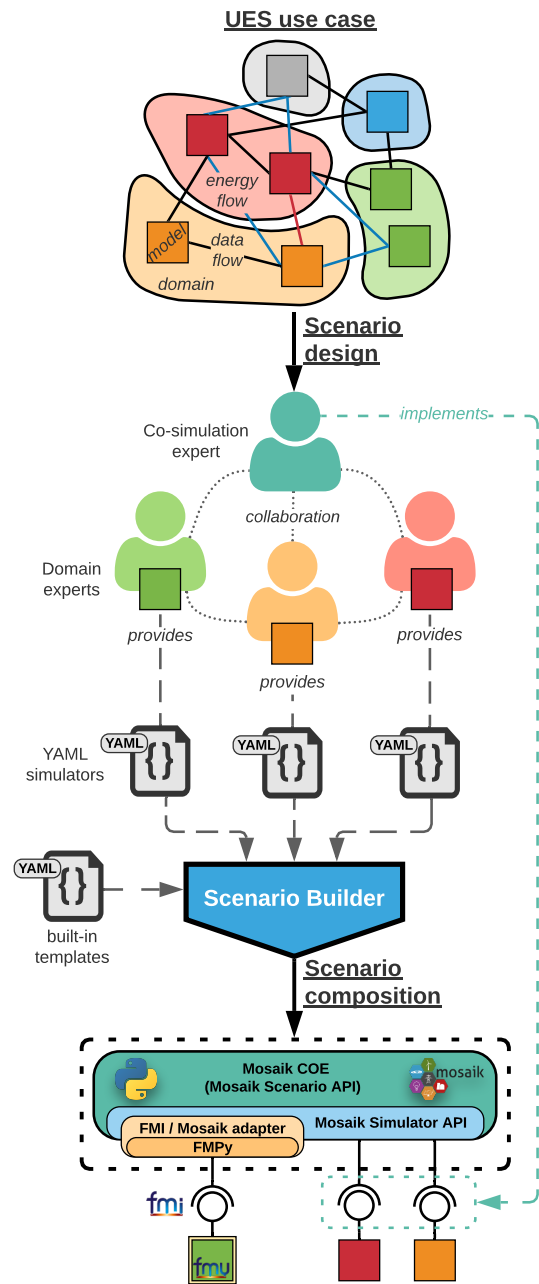 UES use case
energy
flow
model
data
flow
domain
Scenario
design
implements
Co-simulation
expert
collaboration
Domain
experts
provides
provides
provides
YAML
simulators
YAML
{}
YAML
{}
YAML
{}
YAML
{}
built-in
templates
Scenario Builder
Scenario
composition
Mosaik COE
(Mosaik Scenario API)
mosaik
Mosaik Simulator API
FMI / Mosaik adapter
FMPy
fmi
fmu